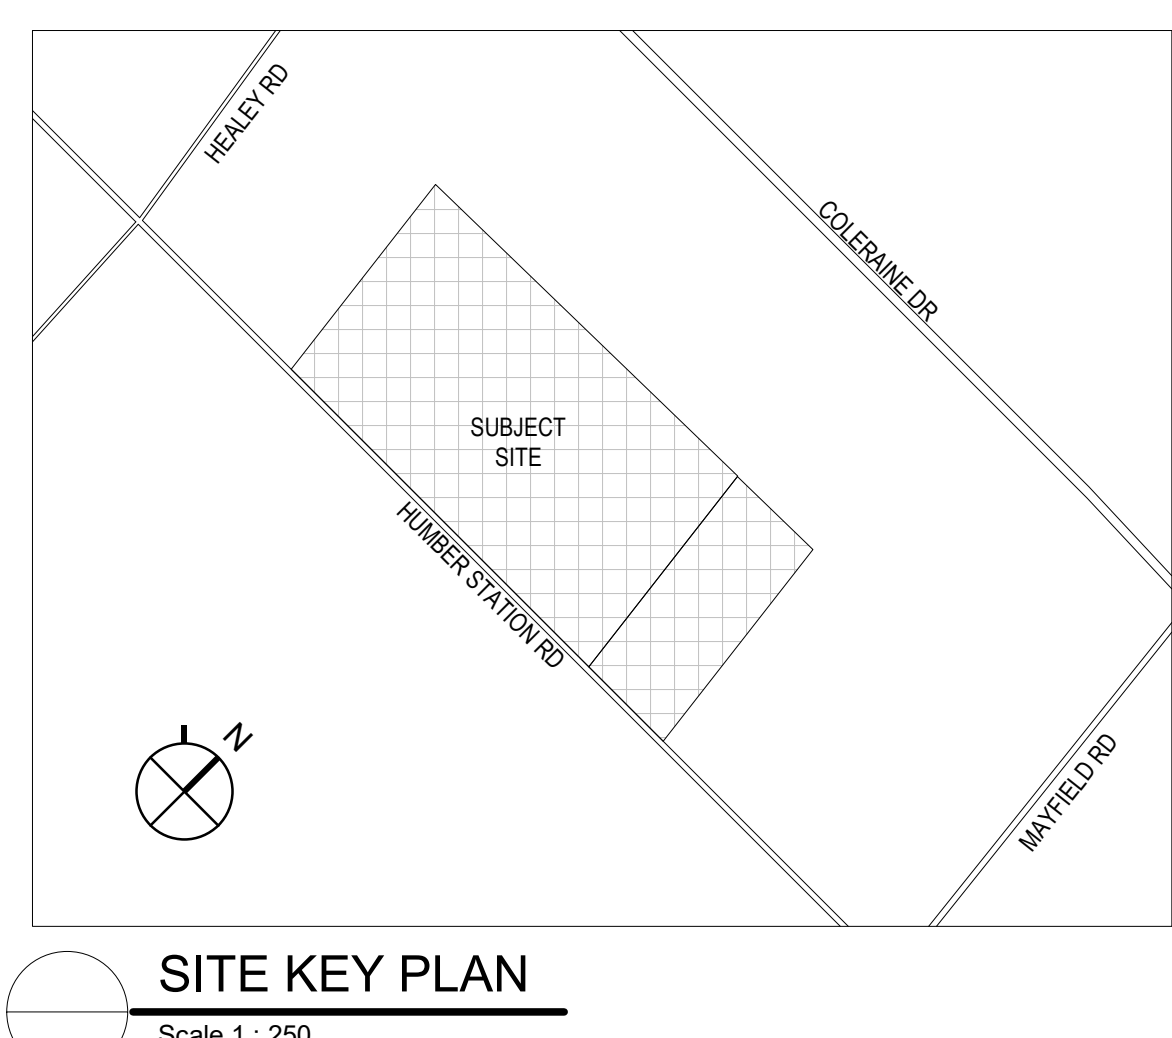 HEALEY RD
COLERAINE DR
SUBJECT
SITE
HUMBER STATION RD
N
MAYFIELD RD
SITE KEY PLAN
Scale 1 : 250